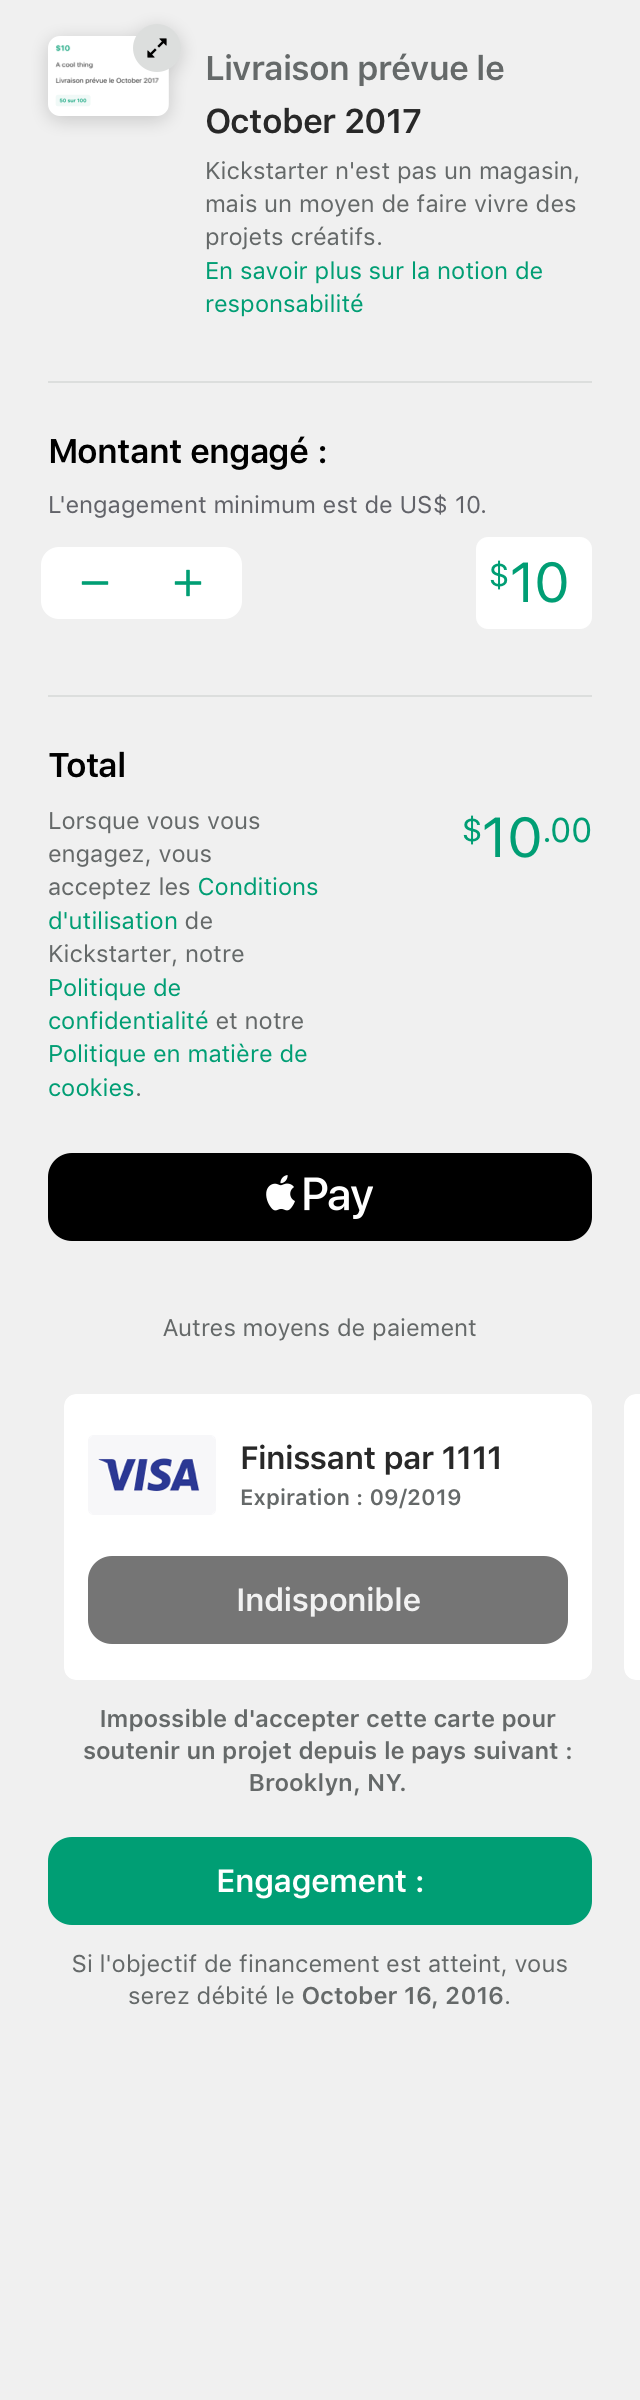 $10
A cool thing
Livraison prévue le October 2017
50 sur 100
Livraison prévue le
October 2017
Kickstarter n'est pas un magasin,
mais un moyen de faire vivre des
projets créatifs.
En savoir plus sur la notion de
responsabilité
Montant engagé :
L'engagement minimum est de US$ 10.
− +
$10
Total
Lorsque vous vous
engagez, vous
acceptez les Conditions
d'utilisation de
Kickstarter, notre
Politique de
confidentialité et notre
Politique en matière de
cookies.
$10.00
Pay
Autres moyens de paiement
VISA
Finissant par 1111
Expiration : 09/2019
Indisponible
Impossible d'accepter cette carte pour
soutenir un projet depuis le pays suivant :
Brooklyn, NY.
Engagement :
Si l'objectif de financement est atteint, vous
serez débité le October 16, 2016.